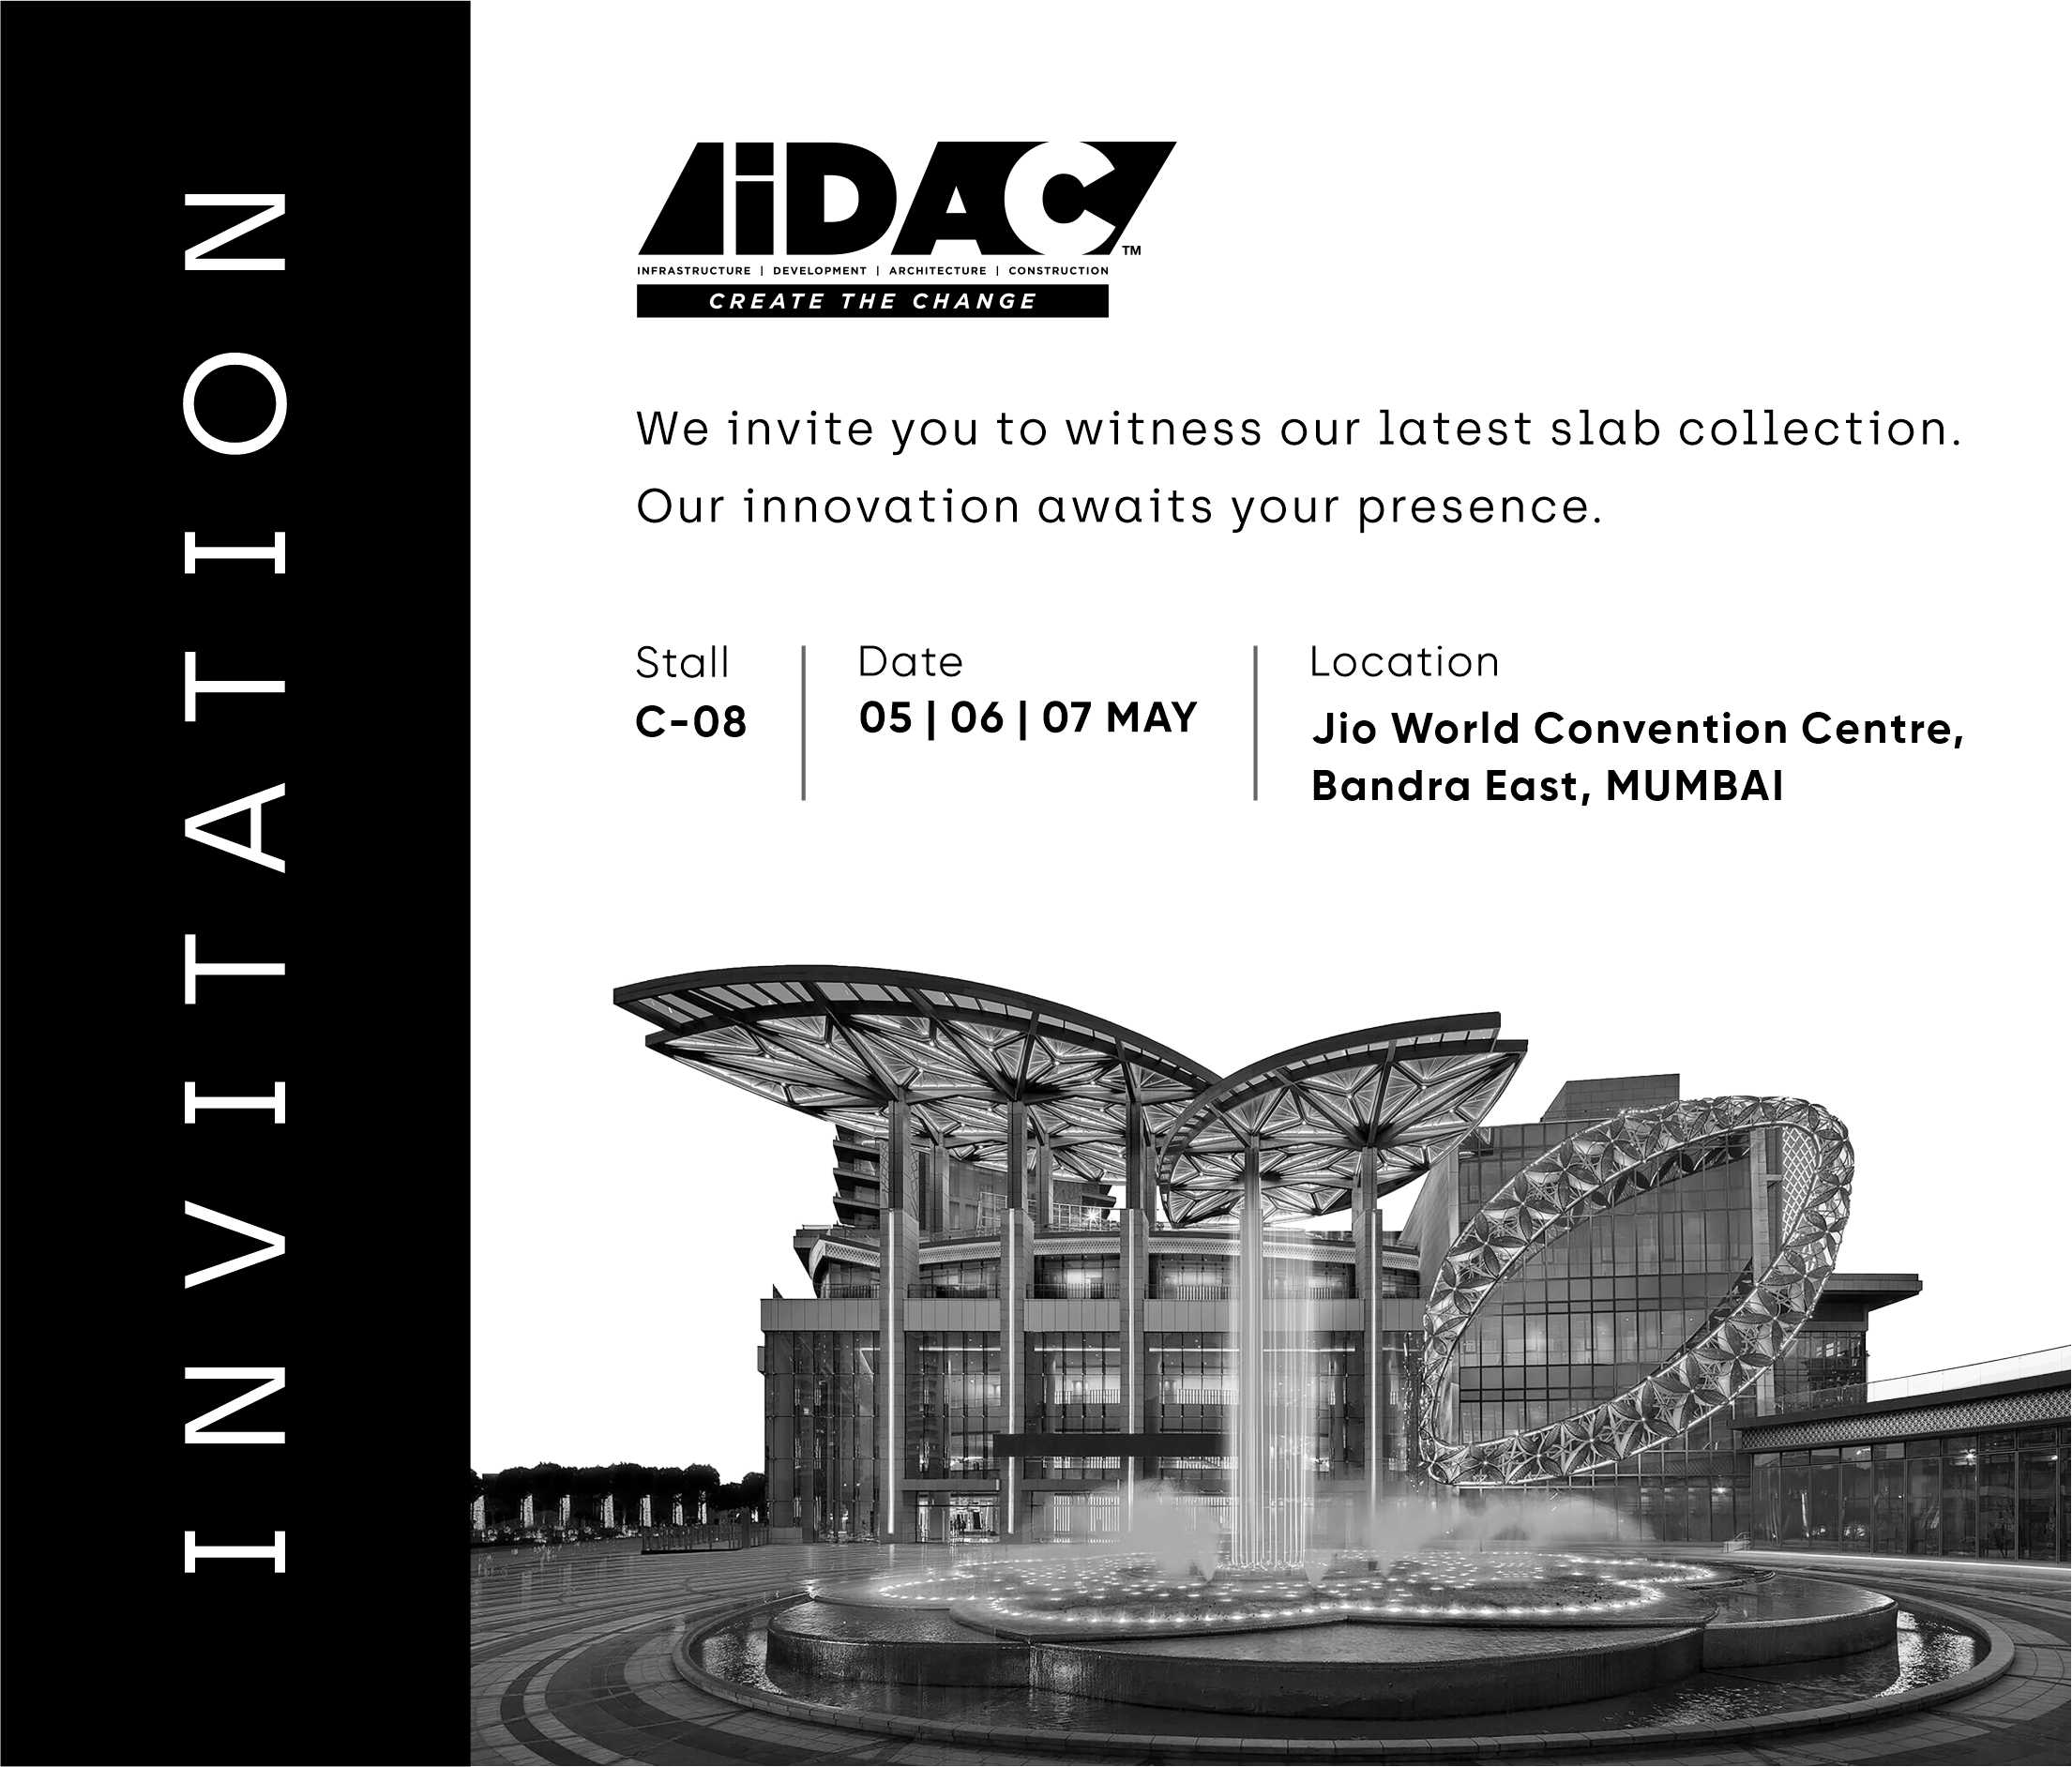 INVITATION
iDAC
TM
INFRASTRUCTURE | DEVELOPMENT | ARCHITECTURE | CONSTRUCTION
CREATE THE CHANGE
We invite you to witness our latest slab collection.
Our innovation awaits your presence.
Stall
C-08
Date
05 | 06 | 07 MAY
Location
Jio World Convention Centre,
Bandra East, MUMBAI